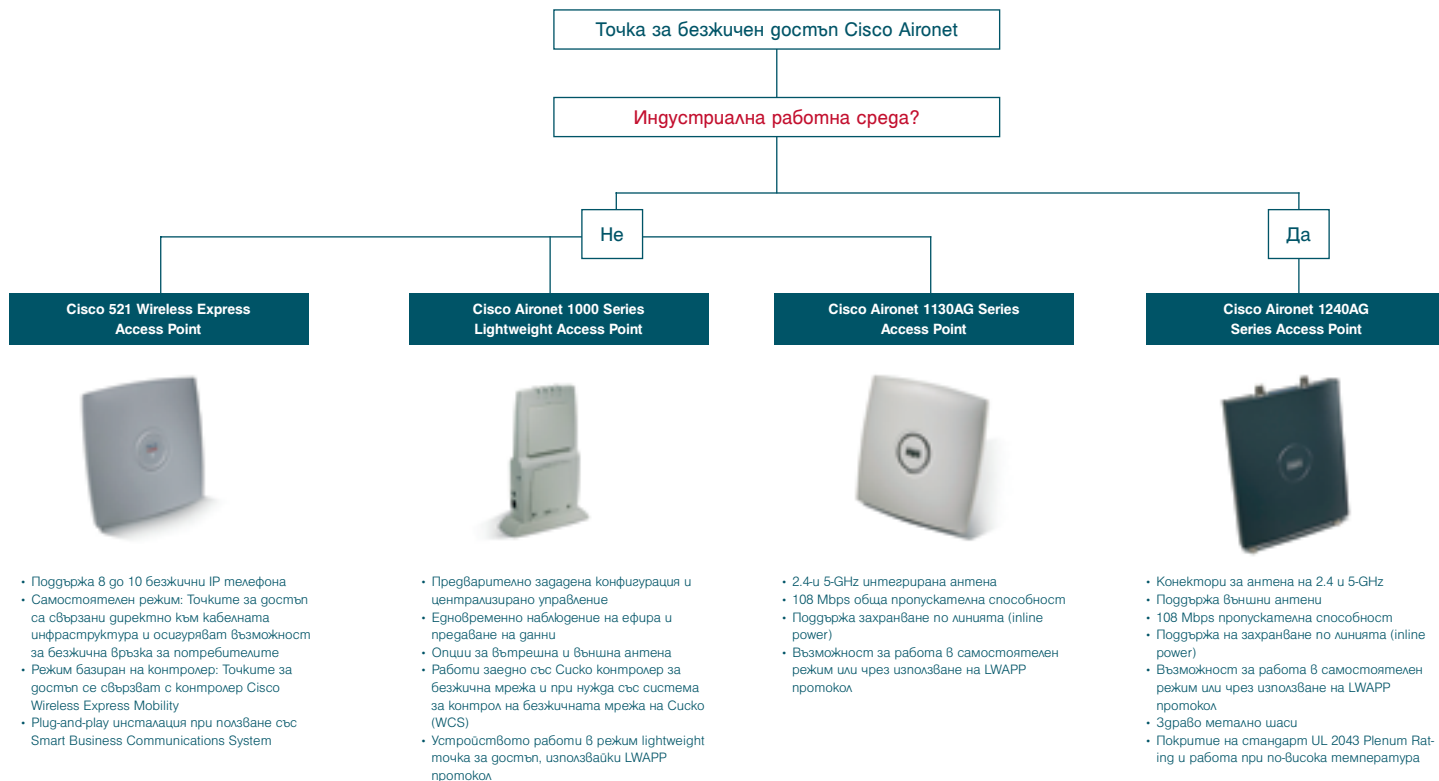 Точка за безжичен достъп Cisco Aironet
Индустриална работна среда?
Не
Да
Cisco 521 Wireless Express
Access Point
Cisco Aironet 1000 Series
Lightweight Access Point
Cisco Aironet 1130AG Series
Access Point
Cisco Aironet 1240AG
Series Access Point
• Поддържа 8 до 10 безжични IP телефона
• Самостоятелен режим: Точките за достъп
са свързани директно към кабелната
инфраструктура и осигуряват възможност
за безжична връзка за потребителите
• Режим базиран на контролер: Точките за
достъп се свързват с контролер Cisco
Wireless Express Mobility
• Plug-and-play инсталация при ползване със
Smart Business Communications System
• Предварително зададена конфигурация и
централизирано управление
• Едновременно наблюдение на ефира и
предаване на данни
• Опции за вътрешна и външна антена
• Работи заедно със Сиско контролер за
безжична мрежа и при нужда със система
за контрол на безжичната мрежа на Сиско
(WCS)
• Устройството работи в режим lightweight
точка за достъп, използвайки LWAPP
протокол
• 2.4-и 5-GHz интегрирана антена
• 108 Mbps обща пропускателна способност
• Поддържа захранване по линията (inline
power)
• Възможност за работа в самостоятелен
режим или чрез използване на LWAPP
протокол
• Конектори за антена на 2.4 и 5-GHz
• Поддържа външни антени
• 108 Mbps пропускателна способност
• Поддръжка на захранване по линията (inline
power)
• Възможност за работа в самостоятелен
режим или чрез използване на LWAPP
протокол
• Здраво метално шаси
• Покритие на стандарт UL 2043 Plenum Rat-
ing и работа при по-висока температура